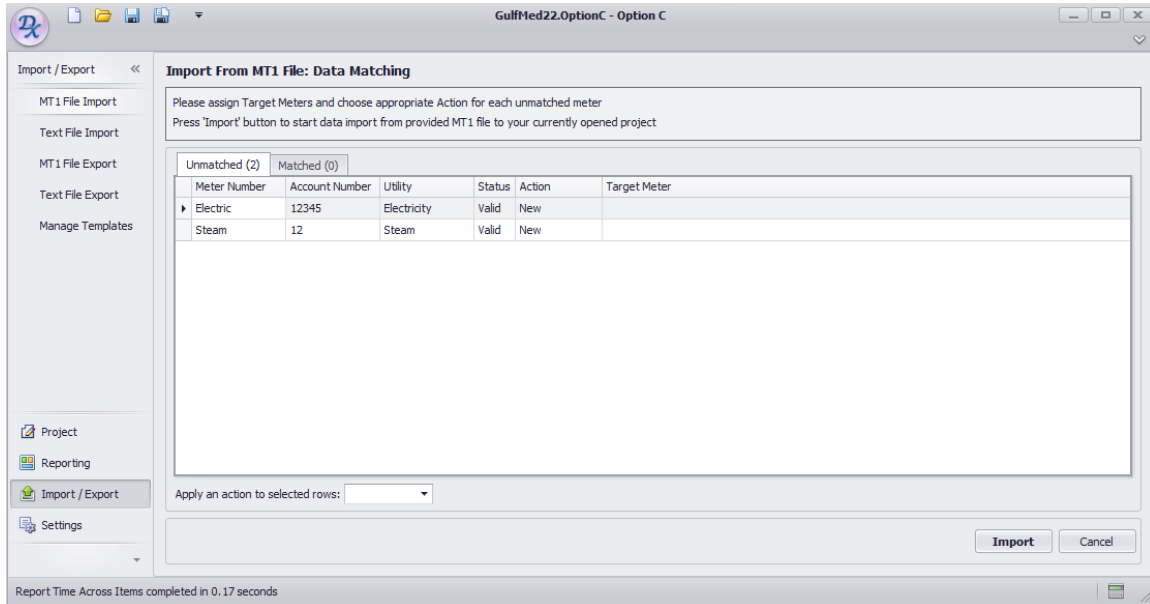 GulfMed22.OptionC - Option C
Import / Export
MT1 File Import
Text File Import
MT1 File Export
Text File Export
Manage Templates
Project
Reporting
Import / Export
Settings
Import From MT1 File: Data Matching
Please assign Target Meters and choose appropriate Action for each unmatched meter
Press 'Import' button to start data import from provided MT1 file to your currently opened project
Unmatched (2) Matched (0)
Meter Number Account Number Utility Status Action Target Meter
Electric 12345 Electricity Valid New
Steam 12 Steam Valid New
Apply an action to selected rows:
Import Cancel
Report Time Across Items completed in 0.17 seconds